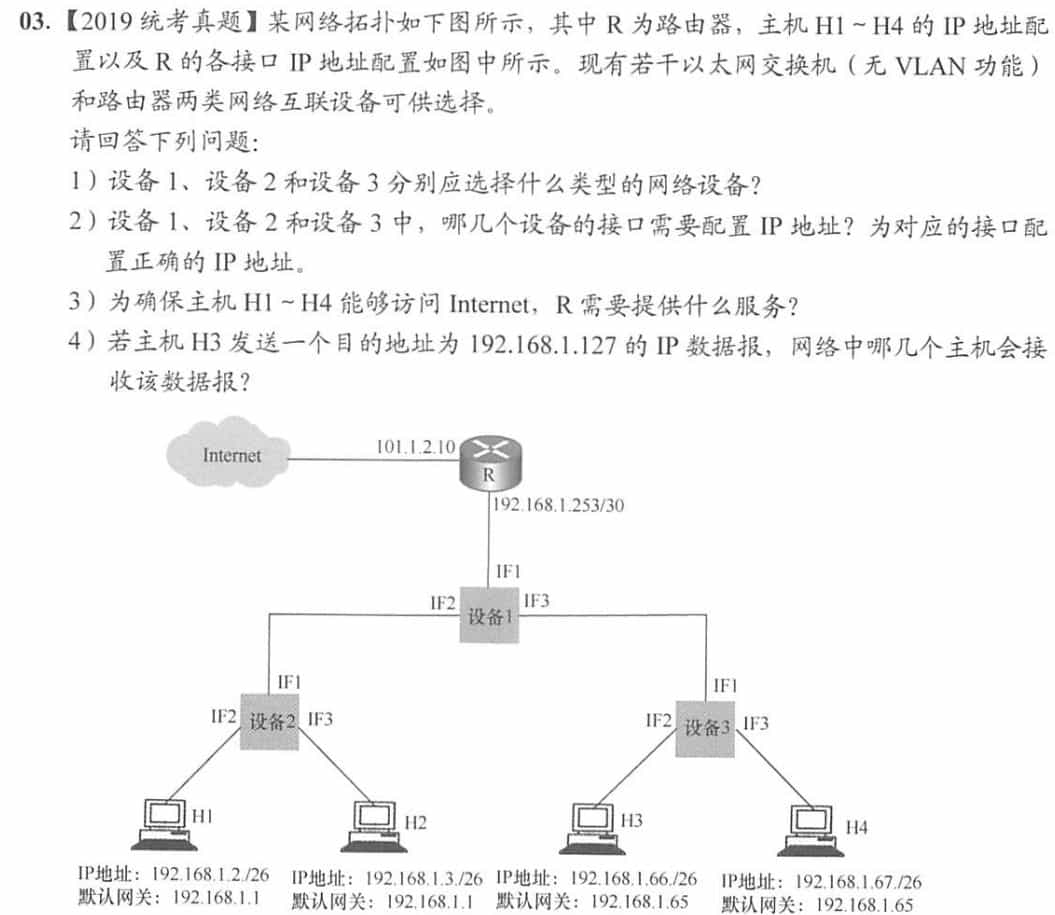 03.【2019 统考真题】某网络拓扑如下图所示，其中 R 为路由器，主机 H1 ~ H4 的 IP 地址配
置以及 R 的各接口 IP 地址配置如图中所示。现有若干以太网交换机（无 VLAN 功能）
和路由器两类网络互联设备可供选择。
请回答下列问题：
1）设备 1、设备 2 和设备 3 分别应选择什么类型的网络设备？
2）设备 1、设备 2 和设备 3 中，哪几个设备的接口需要配置 IP 地址？为对应的接口配
置正确的 IP 地址。
3）为确保主机 H1 ~ H4 能够访问 Internet，R 需要提供什么服务？
4）若主机 H3 发送一个目的地址为 192.168.1.127 的 IP 数据报，网络中哪几个主机会接
收该数据报？
Internet
101.1.2.10
R
192.168.1.253/30
IF1
IF2
设备1
IF3
IF1
IF2
设备2
IF3
IF1
IF2
设备3
IF3
H1
H2
H3
H4
IP地址：192.168.1.2./26
默认网关：192.168.1.1
IP地址：192.168.1.3./26
默认网关：192.168.1.1
IP地址：192.168.1.66./26
默认网关：192.168.1.65
IP地址：192.168.1.67./26
默认网关：192.168.1.65